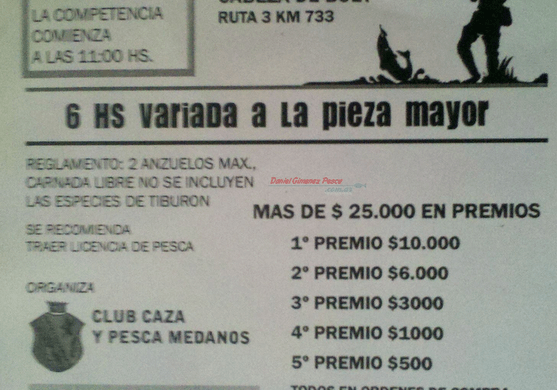 LA COMPETENCIA
COMIENZA
A LAS 11:00 HS.
RUTA 3 KM 733
6 HS VARIADA A LA PIEZA MAYOR
REGLAMENTO: 2 ANZUELOS MAX.,
CARNADA LIBRE NO SE INCLUYEN
LAS ESPECIES DE TIBURON
SE RECOMIENDA
TRAER LICENCIA DE PESCA
Daniel Gimenez Pesca
MAS DE $ 25.000 EN PREMIOS
1º PREMIO $10.000
2º PREMIO $6.000
3º PREMIO $3000
4º PREMIO $1000
5º PREMIO $500
ORGANIZA
CLUB CAZA
Y PESCA MEDANOS